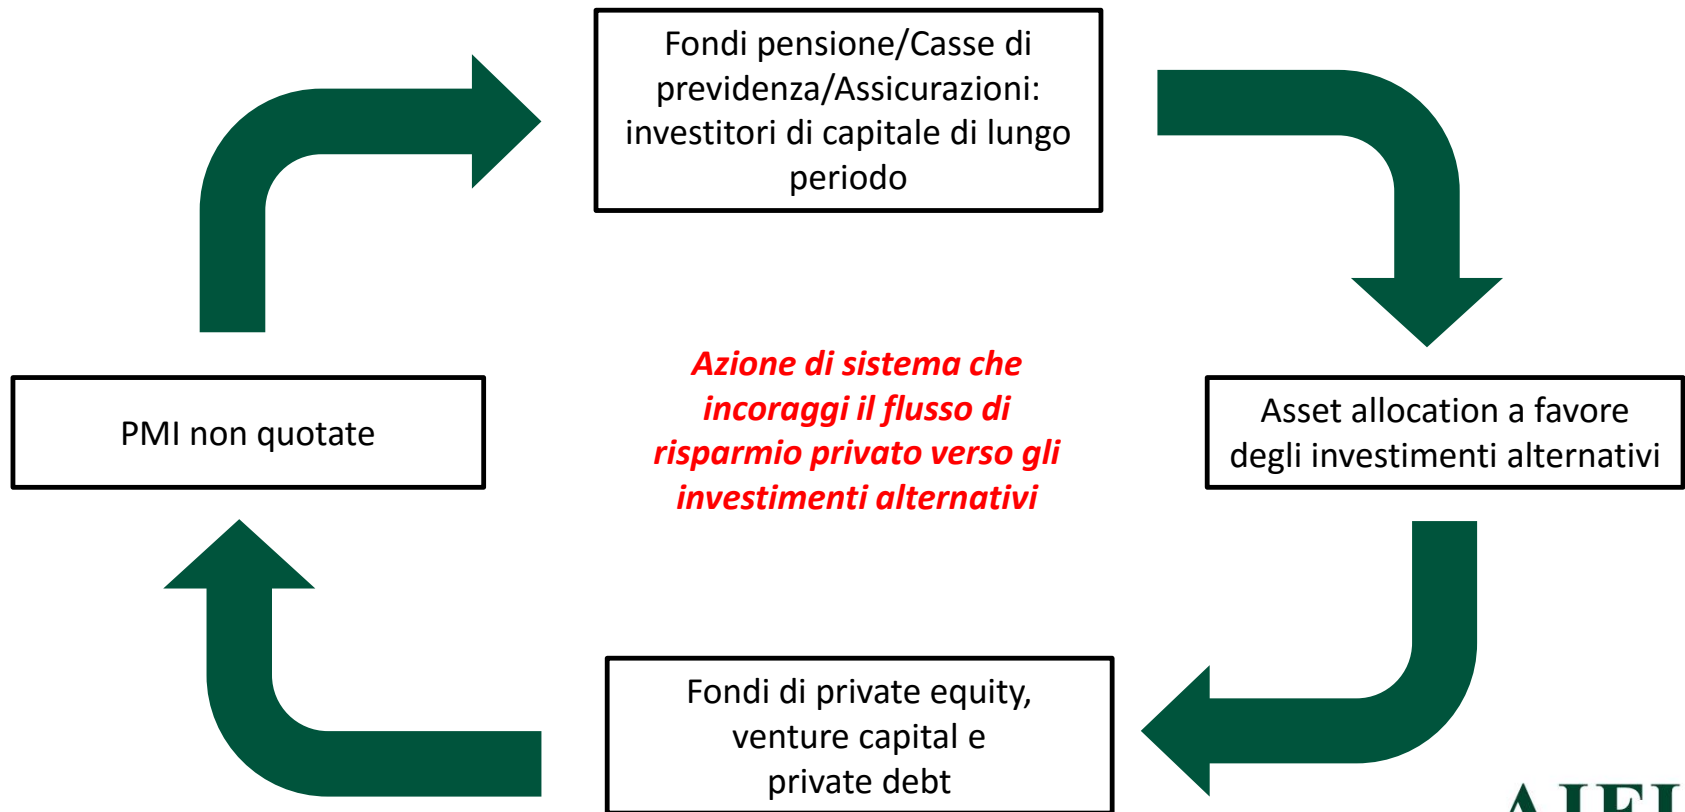 Fondi pensione/Casse di
previdenza/Assicurazioni:
investitori di capitale di lungo
periodo
Azione di sistema che
incoraggi il flusso di
risparmio privato verso gli
investimenti alternativi
PMI non quotate
Asset allocation a favore
degli investimenti alternativi
Fondi di private equity,
venture capital e
private debt
AIFI